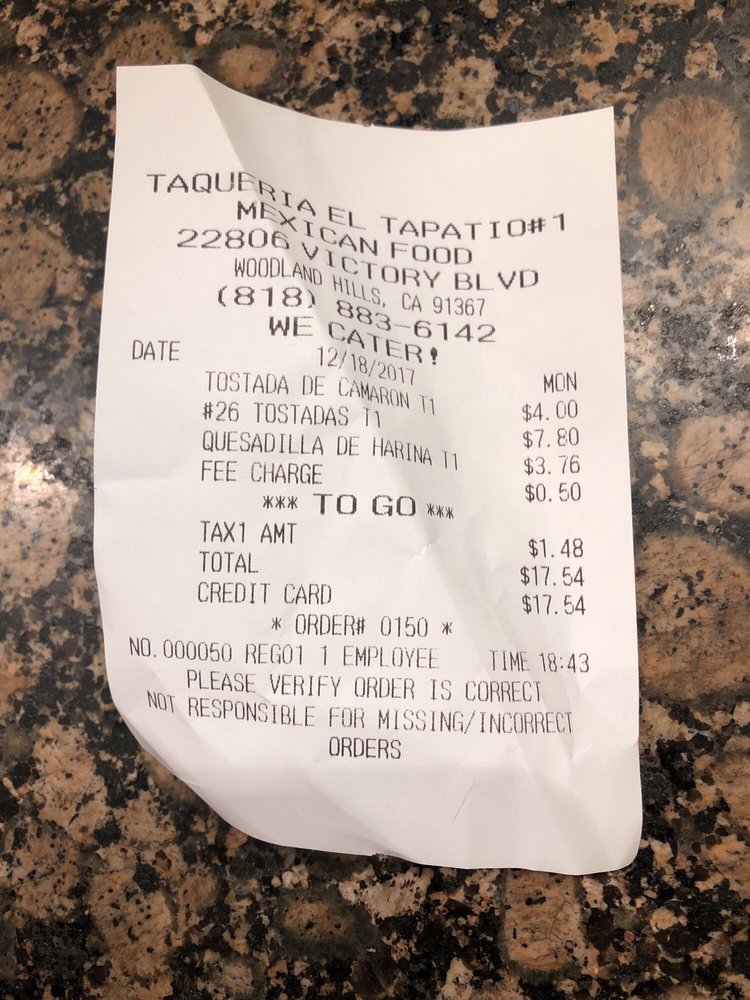 TAQUERIA EL TAPATIO#1
MEXICAN FOOD
22806 VICTORY BLVD
WOODLAND HILLS, CA 91367
(818) 883-6142
WE CATER!
DATE 12/18/2017 MON
TOSTADA DE CAMARON T1 $4.00
#26 TOSTADAS T1 $7.80
QUESADILLA DE HARINA T1 $3.76
FEE CHARGE $0.50
*** TO GO ***
TAX1 AMT $1.48
TOTAL $17.54
CREDIT CARD $17.54
* ORDER# 0150 *
NO.000050 REG01 1 EMPLOYEE TIME 18:43
PLEASE VERIFY ORDER IS CORRECT
NOT RESPONSIBLE FOR MISSING/INCORRECT
ORDERS